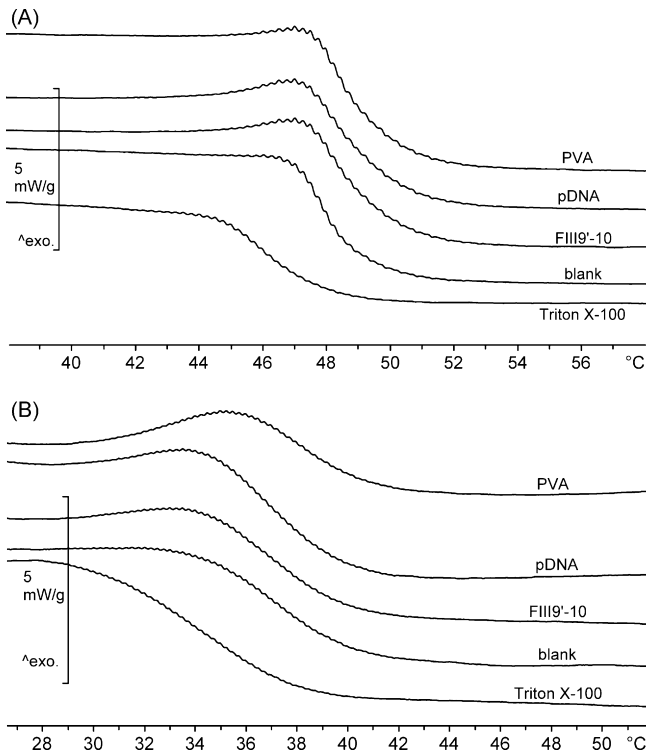 (A)
PVA
5
mW/g
pDNA
^exo.
FIII9'-10
blank
Triton X-100
40 42 44 46 48 50 52 54 56 °C
(B)
PVA
5
mW/g
pDNA
FIII9'-10
^exo.
blank
Triton X-100
28 30 32 34 36 38 40 42 44 46 48 50 °C